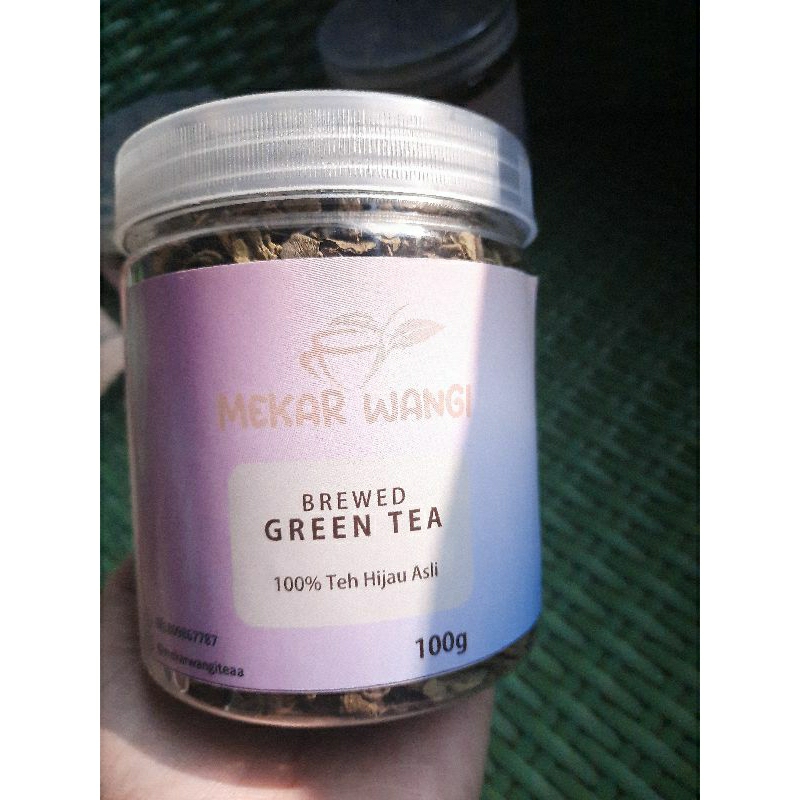 MEKAR WANGI
BREWED
GREEN TEA
100% Teh Hijau Asli
100g